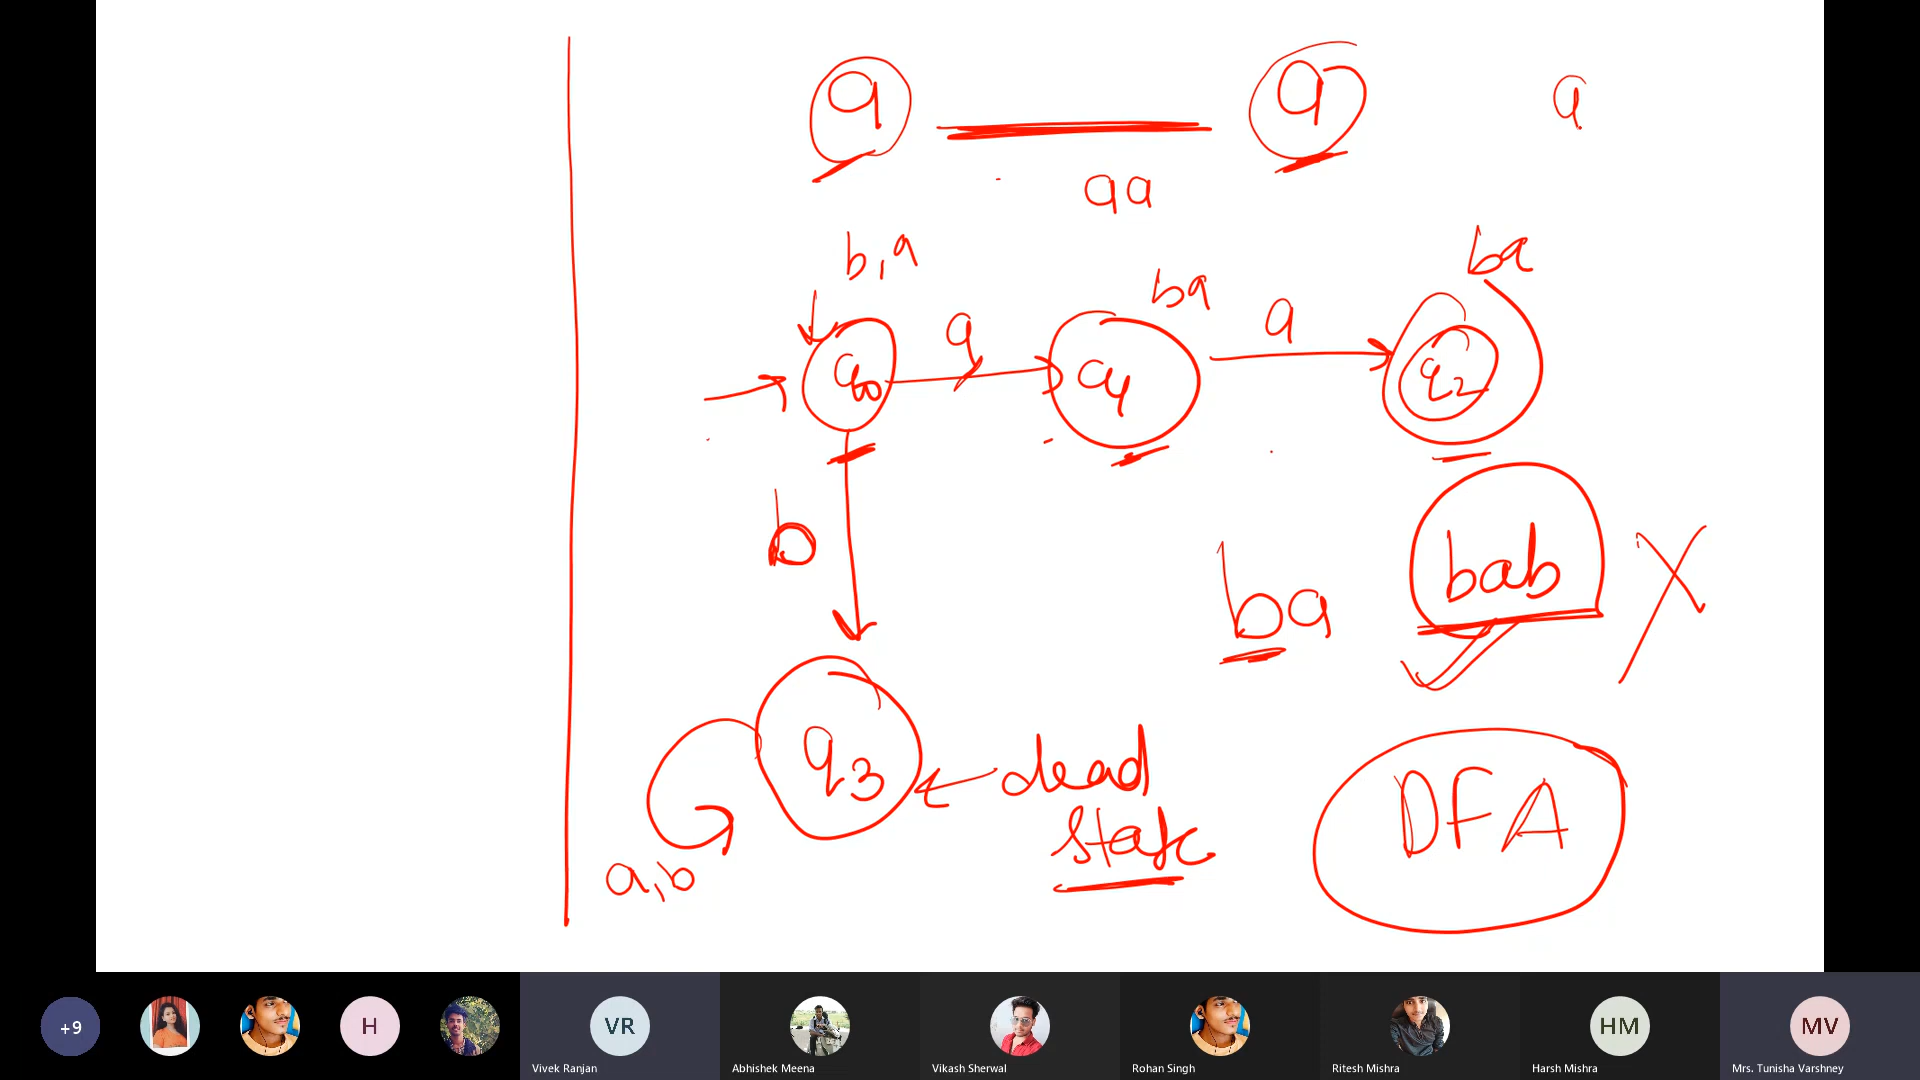 a a a
aa
b,a ba ba
q0 a q1 a q2
b ba bab X
q3 dead
state
a,b DFA
+9 H VR HM MV
Vivek Ranjan Abhishek Meena Vikash Sherwal Rohan Singh Ritesh Mishra Harsh Mishra Mrs. Tunisha Varshney